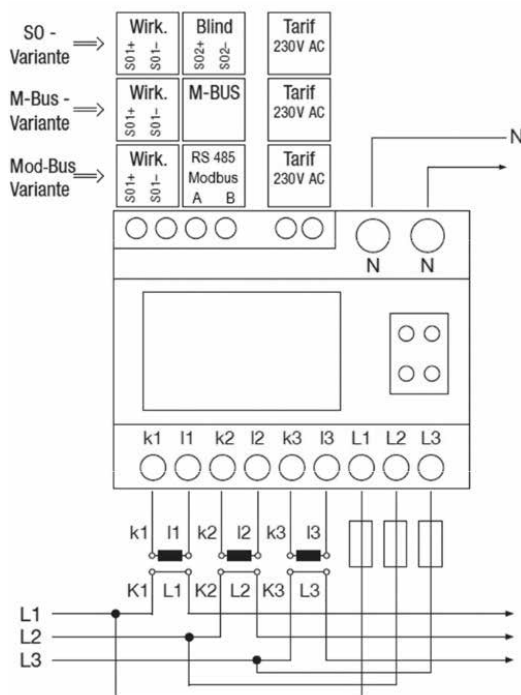 SO -
Variante
Wirk.
S01+
S01-
Blind
S02+
S02-
Tarif
230V AC
M-Bus -
Variante
Wirk.
S01+
S01-
M-BUS
Tarif
230V AC
Mod-Bus
Variante
Wirk.
S01+
S01-
RS 485
Modbus
A B
Tarif
230V AC
N
N N
k1 l1 k2 l2 k3 l3 L1 L2 L3
k1 l1 k2 l2 k3 l3
K1 L1 K2 L2 K3 L3
L1
L2
L3